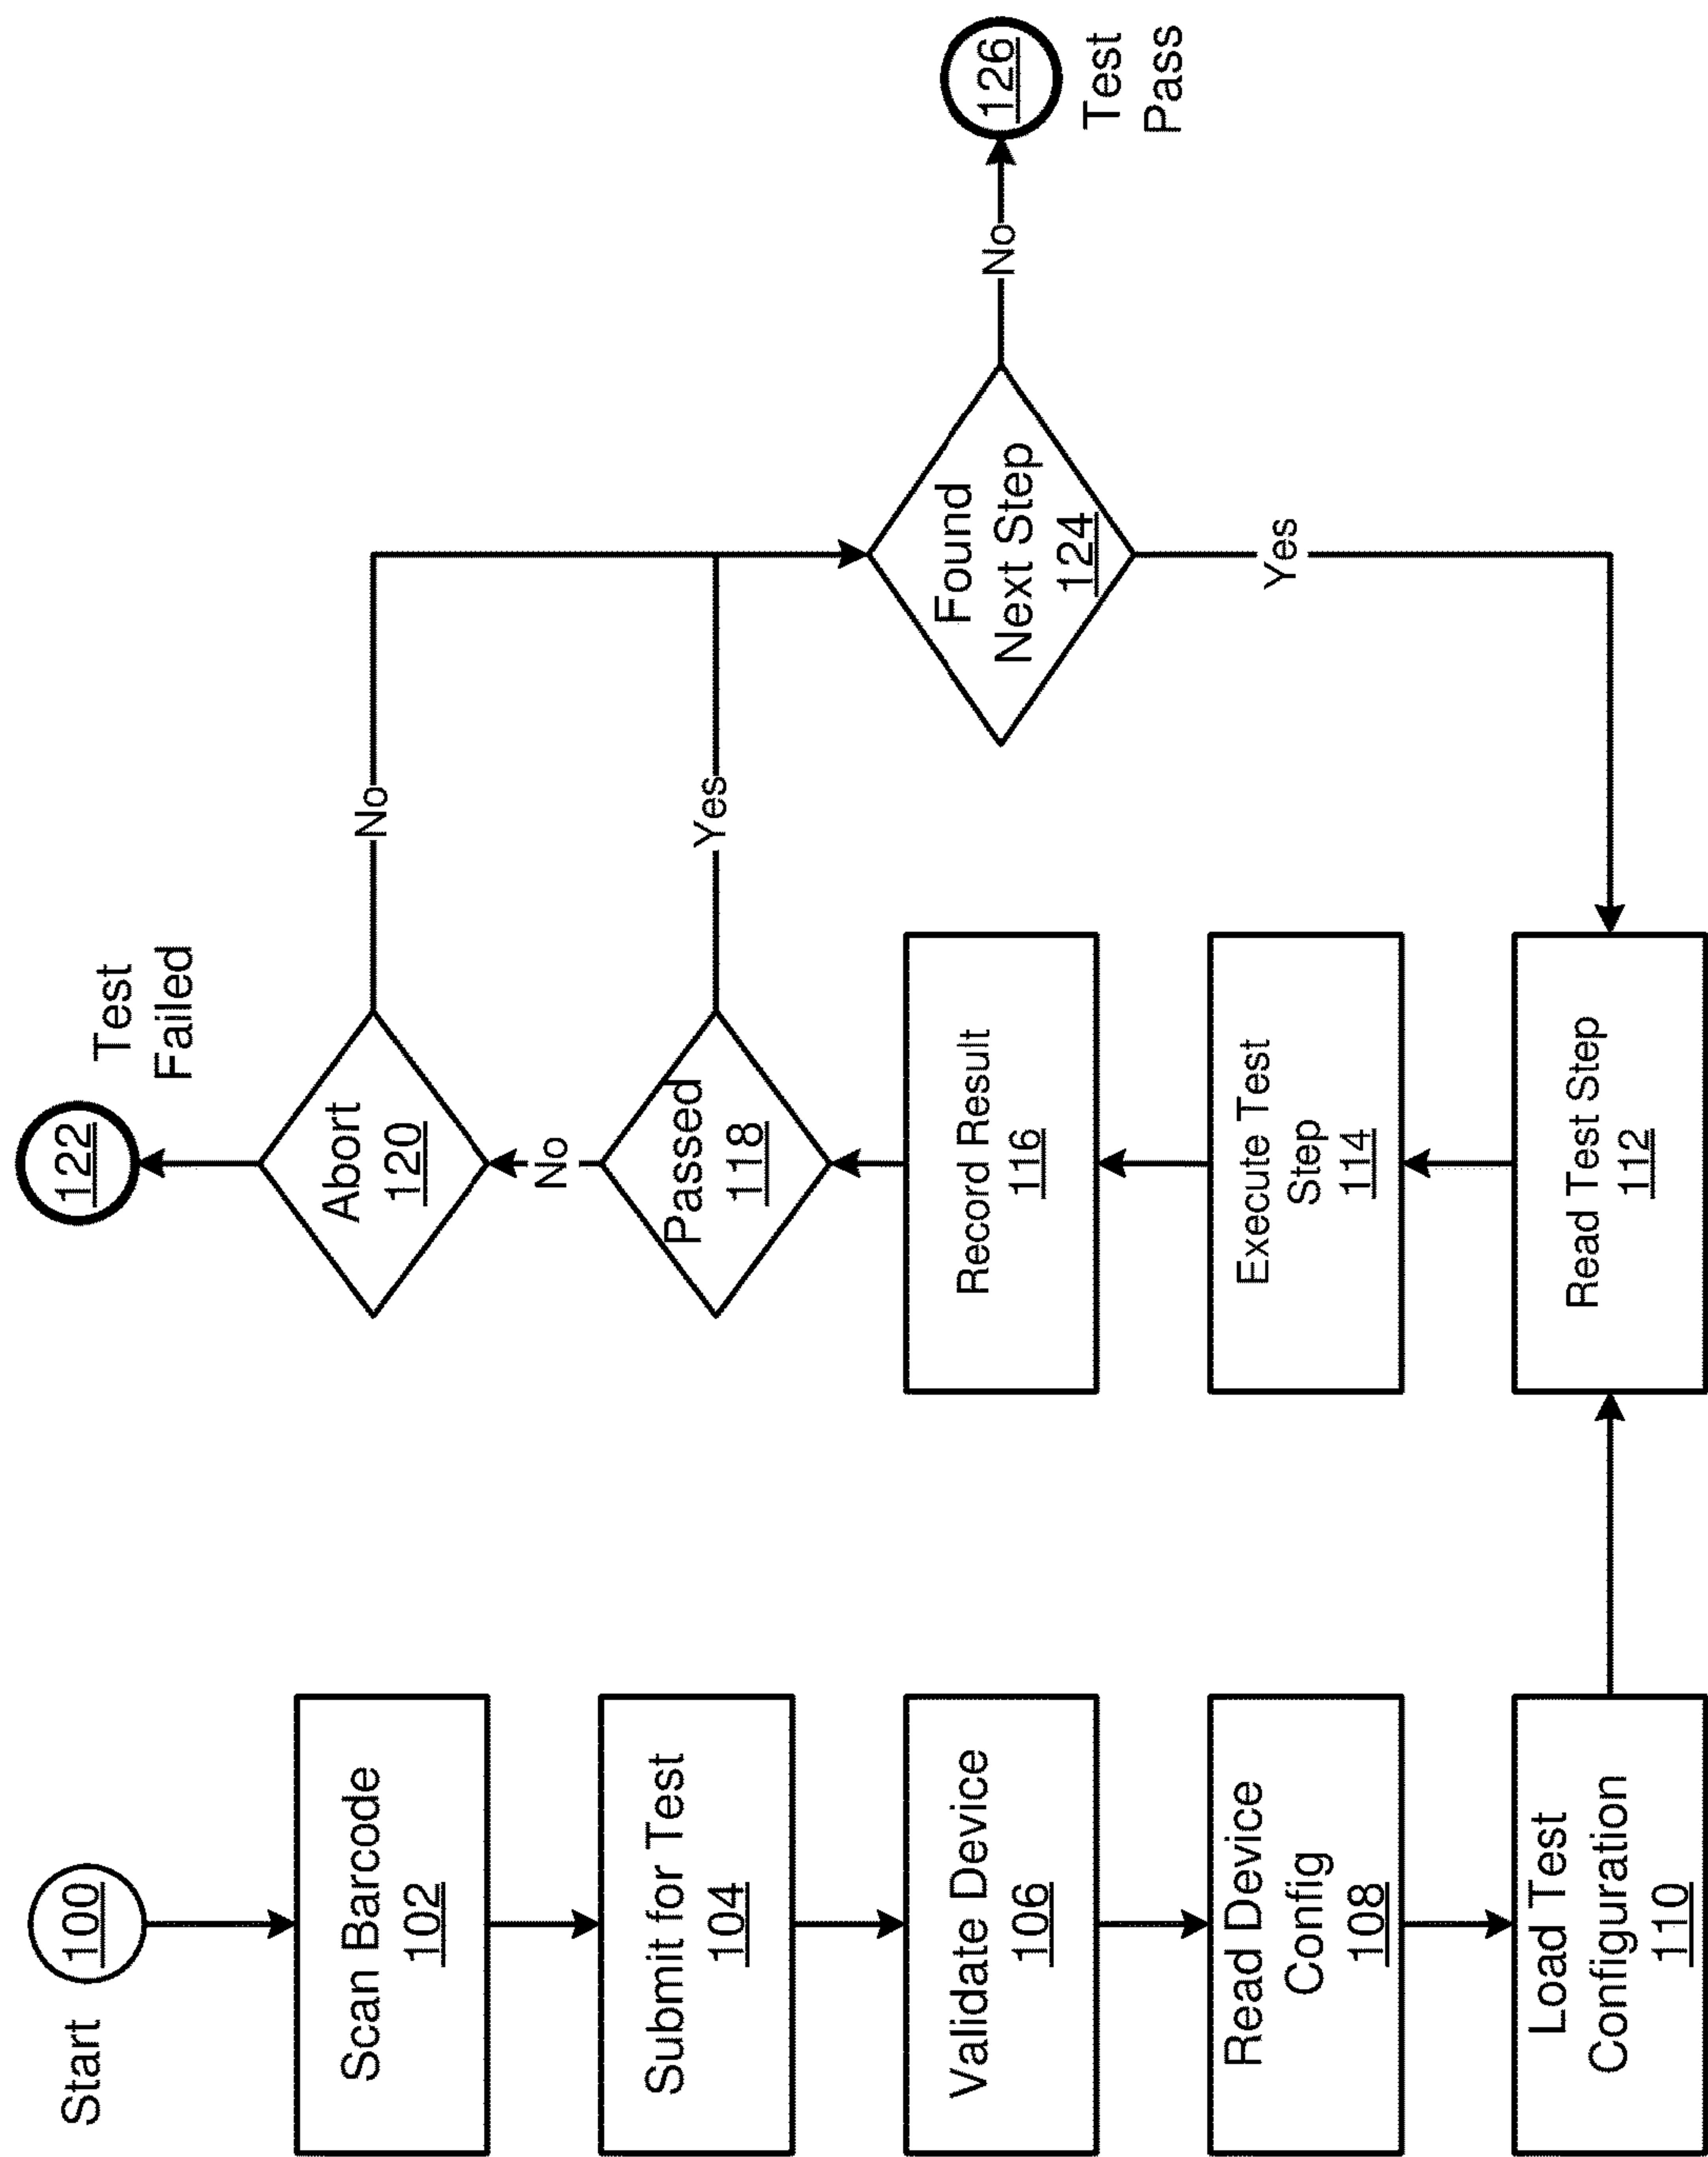 Start
100
Scan Barcode
102
Submit for Test
104
Validate Device
106
Read Device
Config
108
Load Test
Configuration
110
Read Test Step
112
Execute Test
Step
114
Record Result
116
Passed
118
No
Yes
Abort
120
No
122
Test
Failed
Found
Next Step
124
Yes
No
126
Test
Pass